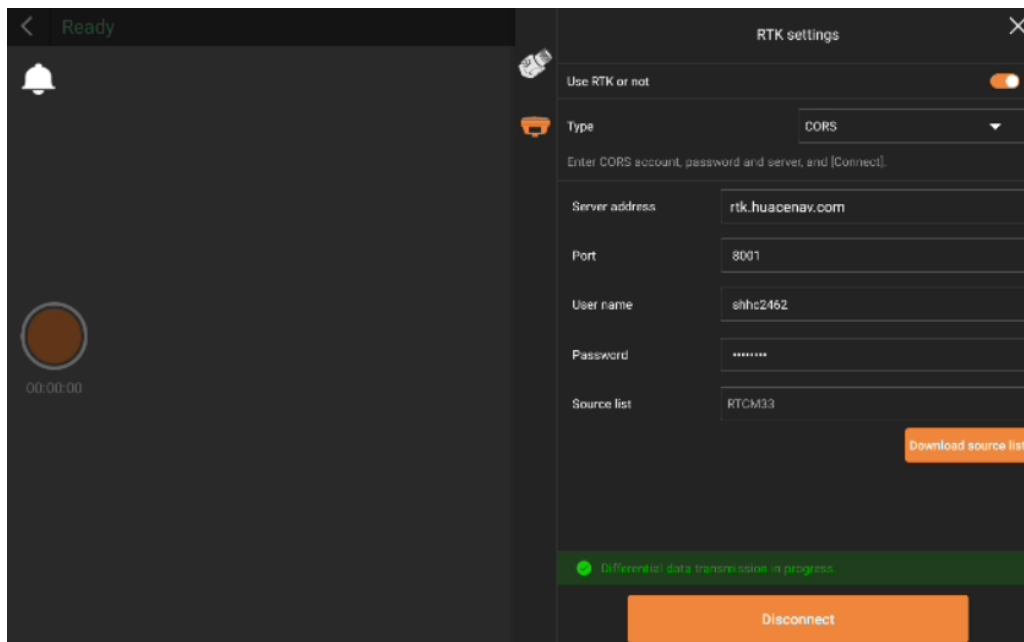 Ready
RTK settings
Use RTK or not
Type
CORS
Enter CORS account, password and server, and [Connect].
Server address
rtk.huacenav.com
Port
8001
User name
shhc2462
Password
••••••••
Source list
RTCM33
Download source list
00:00:00
Differential data transmission in progress.
Disconnect